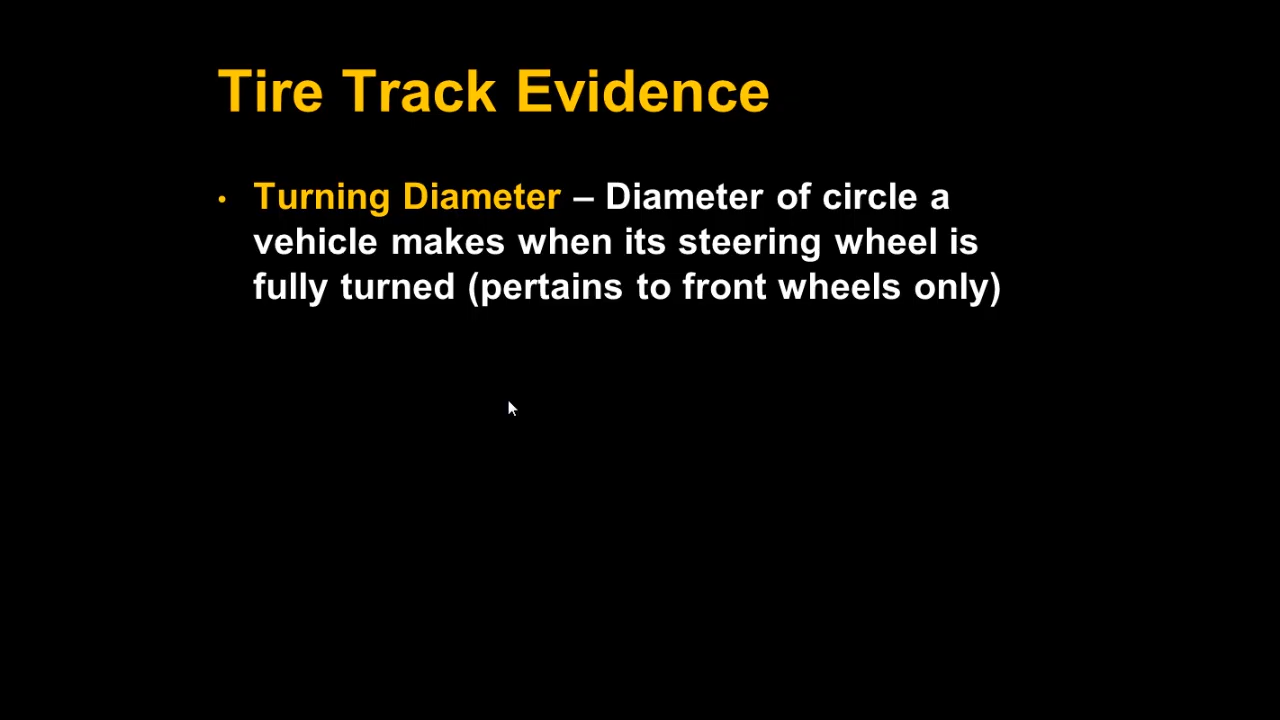 Tire Track Evidence
• Turning Diameter – Diameter of circle a
vehicle makes when its steering wheel is
fully turned (pertains to front wheels only)